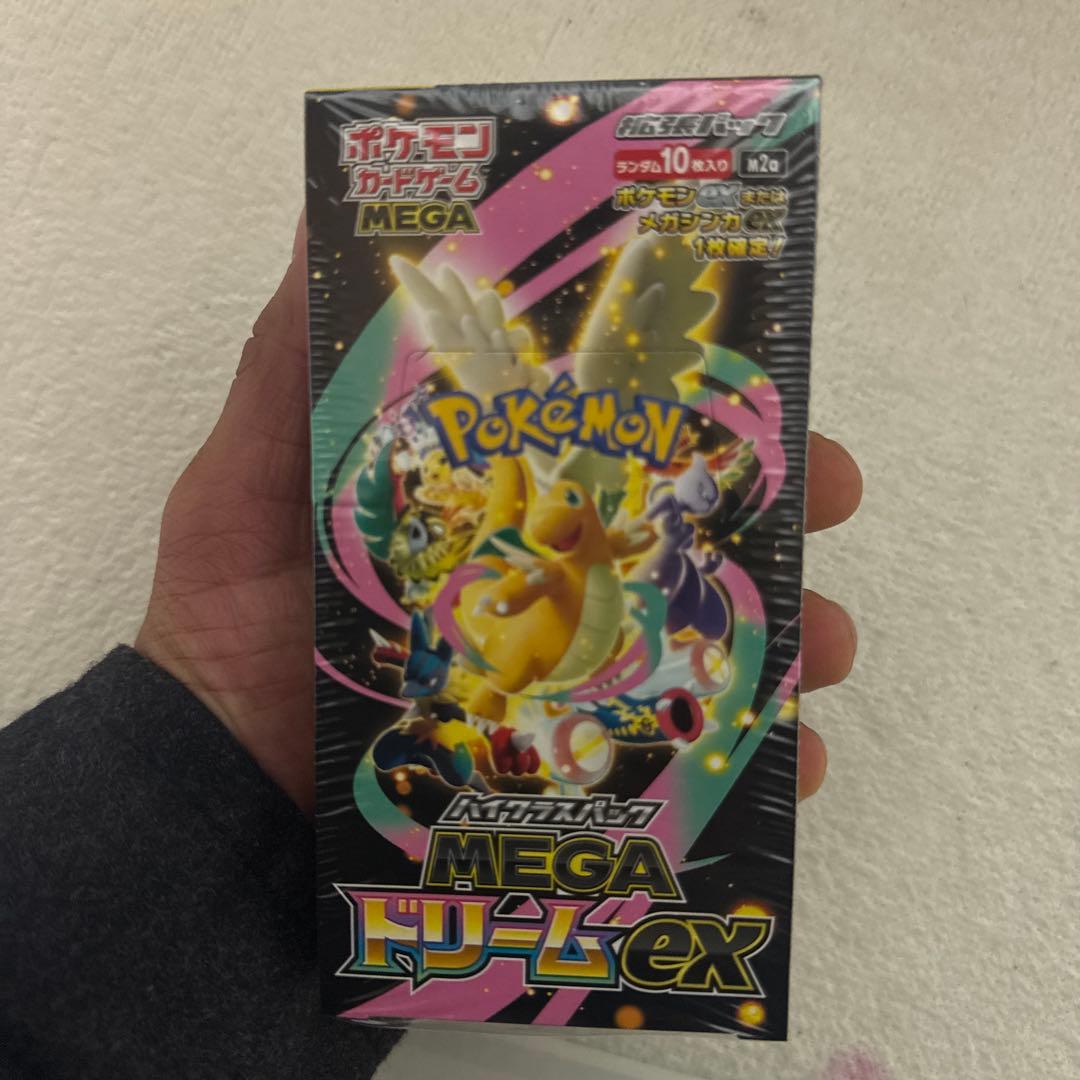 ポケモン
カードゲーム
MEGA
拡張パック
ランダム10枚入り M2a
ポケモンexまたは
メガシンカex
1枚確定!!
POKéMON
ハイクラスパック
MEGA
ドリームex